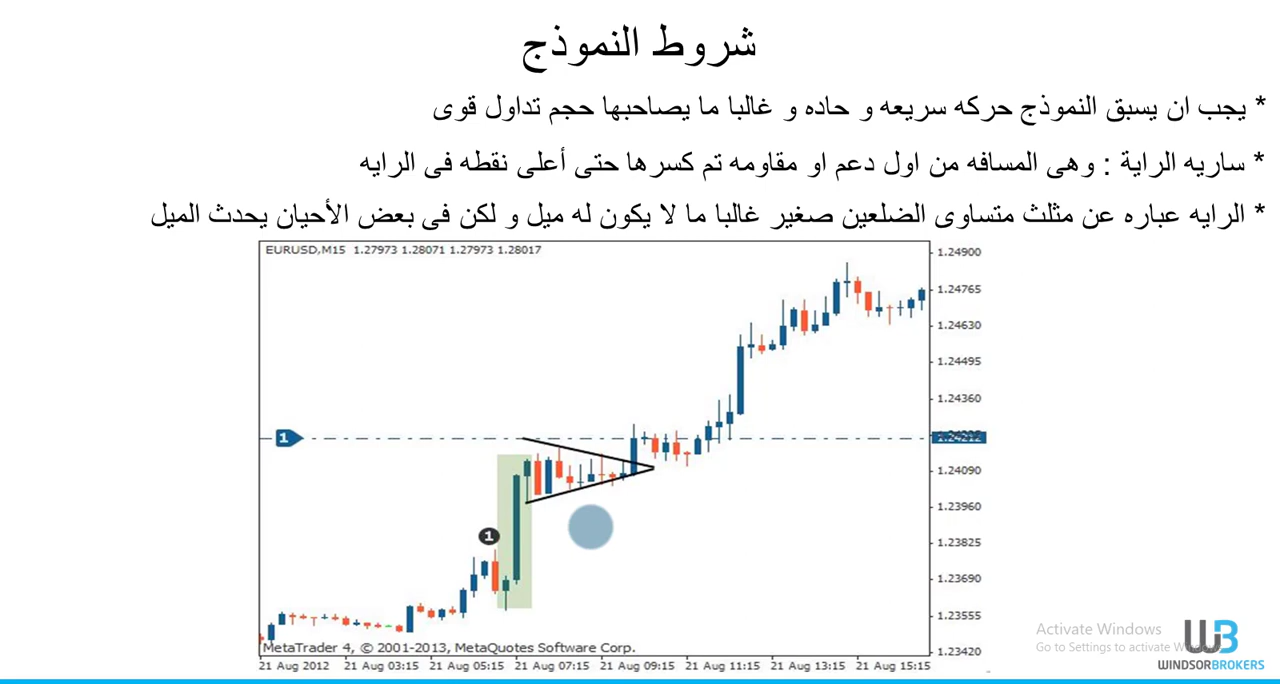 شروط النموذج
* يجب ان يسبق النموذج حركه سريعه و حاده و غالبا ما يصاحبها حجم تداول قوى
* ساريه الراية : وهى المسافه من اول دعم او مقاومه تم كسرها حتى أعلى نقطه فى الرايه
* الرايه عباره عن مثلث متساوى الضلعين صغير غالبا ما لا يكون له ميل و لكن فى بعض الأحيان يحدث الميل
EURUSD,M15 1.27973 1.28071 1.27973 1.28017
1.24900
1.24765
1.24630
1.24495
1.24360
1
1.24212
1.24090
1.23960
1
1.23825
1.23690
1.23555
1.23420
MetaTrader 4, © 2001-2013, MetaQuotes Software Corp.
21 Aug 2012 21 Aug 03:15 21 Aug 05:15 21 Aug 07:15 21 Aug 09:15 21 Aug 11:15 21 Aug 13:15 21 Aug 15:15
Activate Windows
Go to Settings to activate
WINDSORBROKERS